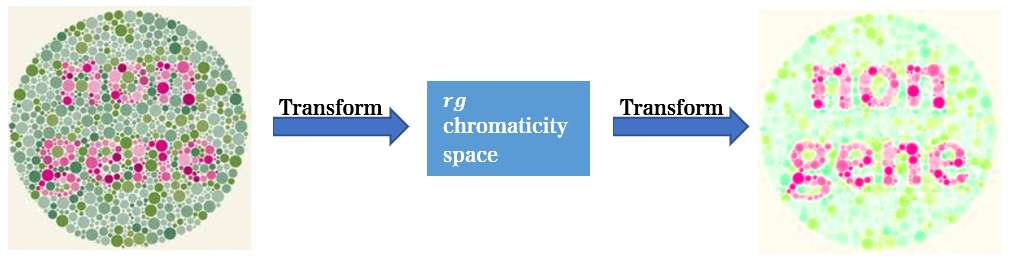 non
gene
Transform
rg
chromaticity
space
Transform
non
gene